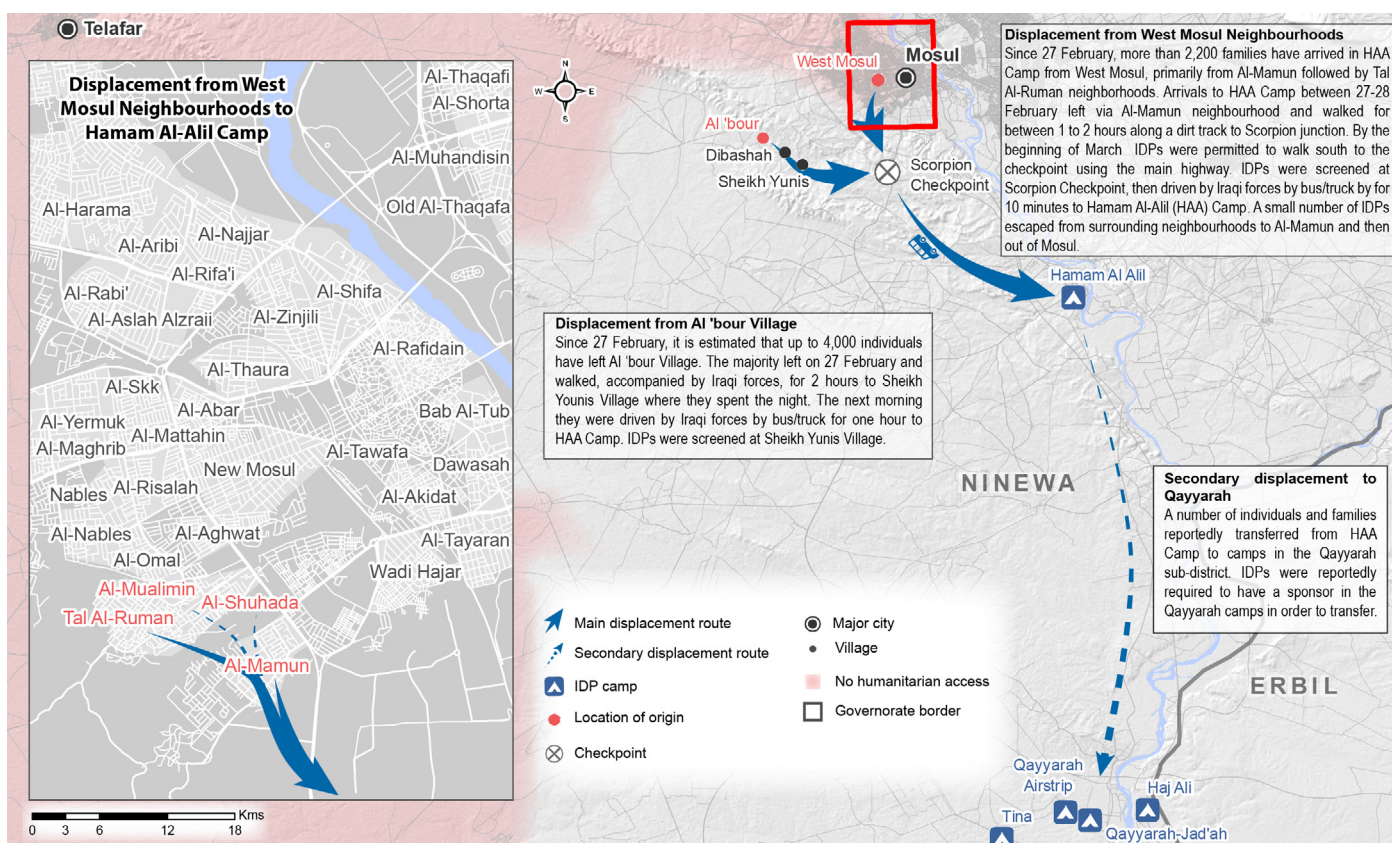 Telafar
Displacement from West
Mosul Neighbourhoods to
Hamam Al-Alil Camp
Al-Thaqafi
Al-Shorta
Al-Muhandisin
Old Al-Thaqafa
Al-Harama
Al-Najjar
Al-Aribi
Al-Rifa'i
Al-Rabi'
Al-Shifa
Al-Aslah Alzraii
Al-Zinjili
Al-Rafidain
Al-Thaura
Al-Skk
Al-Abar
Bab Al-Tub
Al-Yermuk
Al-Mattahin
Al-Maghrib
Al-Tawafa
New Mosul
Dawasah
Nables
Al-Risalah
Al-Akidat
Al-Nables
Al-Aghwat
Al-Tayaran
Al-Omal
Wadi Hajar
Al-Mualimin
Al-Shuhada
Tal Al-Ruman
Al-Mamun
Kms
0 3 6 12 18
N
W E
S
West Mosul
Mosul
Al 'bour
Dibashah
Sheikh Yunis
Scorpion
Checkpoint
Hamam Al Alil
Displacement from West Mosul Neighbourhoods
Since 27 February, more than 2,200 families have arrived in HAA
Camp from West Mosul, primarily from Al-Mamun followed by Tal
Al-Ruman neighborhoods. Arrivals to HAA Camp between 27-28
February left via Al-Mamun neighbourhood and walked for
between 1 to 2 hours along a dirt track to Scorpion junction. By the
beginning of March IDPs were permitted to walk south to the
checkpoint using the main highway. IDPs were screened at
Scorpion Checkpoint, then driven by Iraqi forces by bus/truck by for
10 minutes to Hamam Al-Alil (HAA) Camp. A small number of IDPs
escaped from surrounding neighbourhoods to Al-Mamun and then
out of Mosul.
Displacement from Al 'bour Village
Since 27 February, it is estimated that up to 4,000 individuals
have left Al 'bour Village. The majority left on 27 February and
walked, accompanied by Iraqi forces, for 2 hours to Sheikh
Younis Village where they spent the night. The next morning
they were driven by Iraqi forces by bus/truck for one hour to
HAA Camp. IDPs were screened at Sheikh Yunis Village.
NINEWA
Secondary displacement to
Qayyarah
A number of individuals and families
reportedly transferred from HAA
Camp to camps in the Qayyarah
sub-district. IDPs were reportedly
required to have a sponsor in the
Qayyarah camps in order to transfer.
ERBIL
Main displacement route
Secondary displacement route
IDP camp
Location of origin
Checkpoint
Major city
Village
No humanitarian access
Governorate border
Qayyarah
Airstrip
Haj Ali
Tina
Qayyarah-Jad'ah